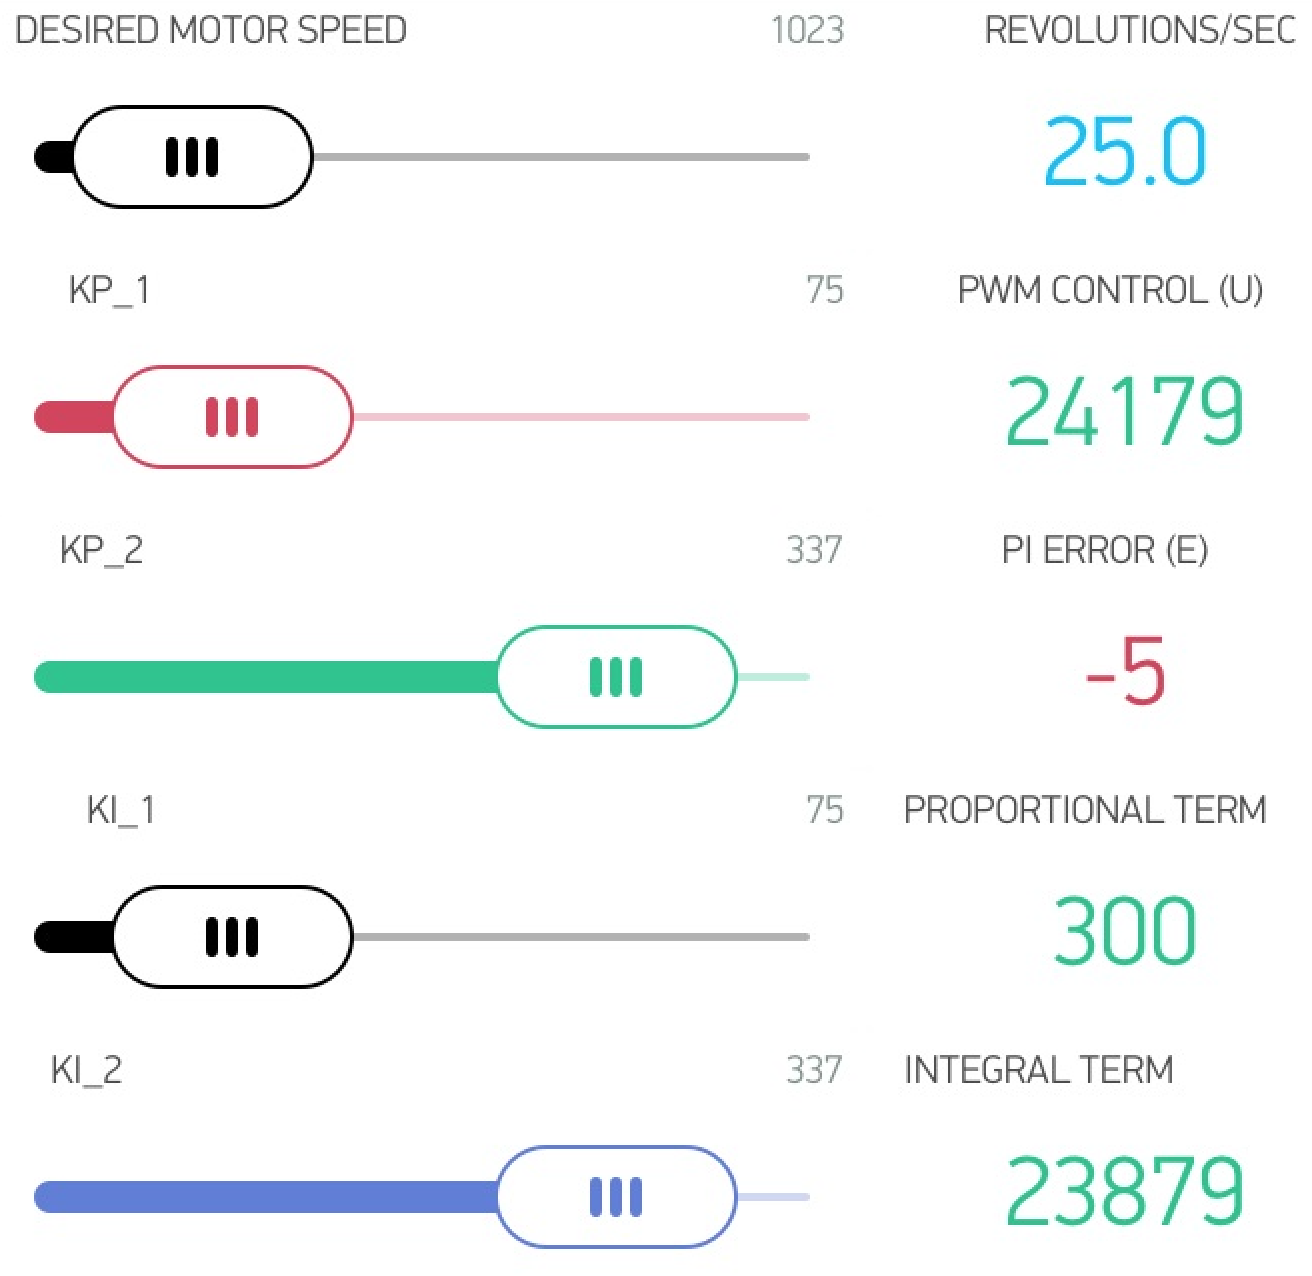 DESIRED MOTOR SPEED 1023 REVOLUTIONS/SEC
25.0
KP_1 75 PWM CONTROL (U)
24179
KP_2 337 PI ERROR (E)
-5
KI_1 75 PROPORTIONAL TERM
300
KI_2 337 INTEGRAL TERM
23879